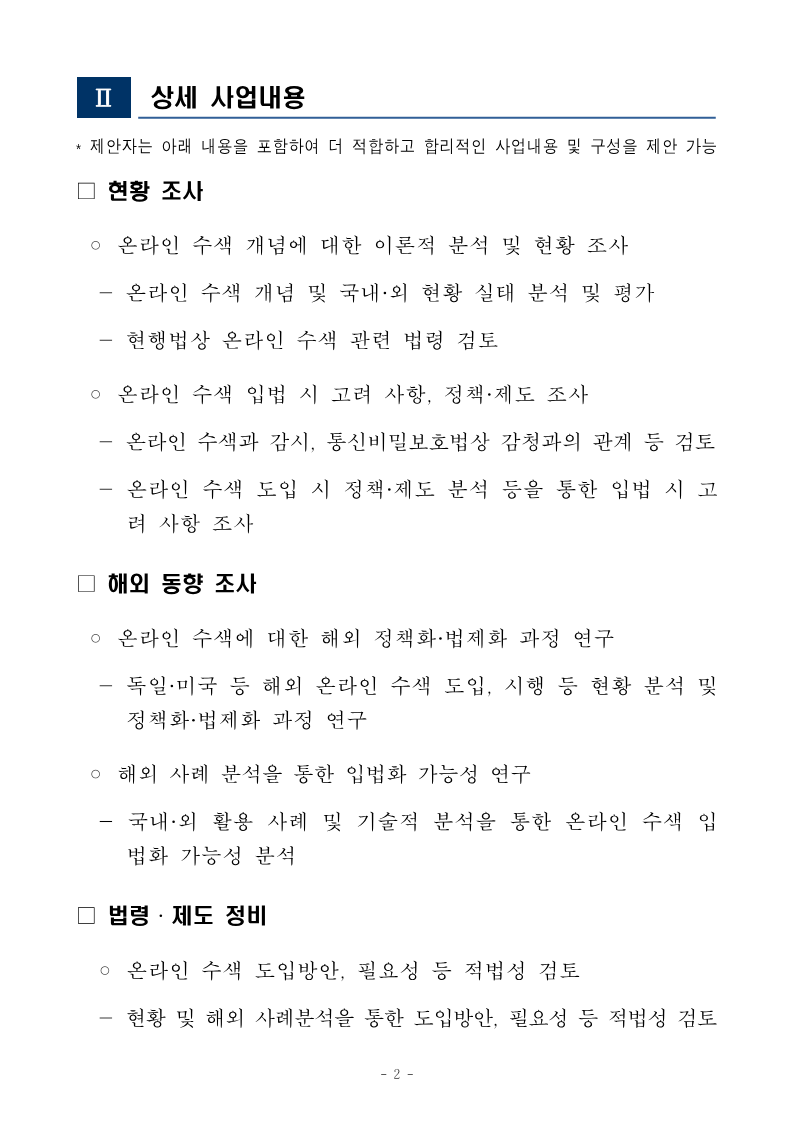 Ⅱ 상세 사업내용
* 제안자는 아래 내용을 포함하여 더 적합하고 합리적인 사업내용 및 구성을 제안 가능
□ 현황 조사
○ 온라인 수색 개념에 대한 이론적 분석 및 현황 조사
― 온라인 수색 개념 및 국내·외 현황 실태 분석 및 평가
― 현행법상 온라인 수색 관련 법령 검토
○ 온라인 수색 입법 시 고려 사항, 정책·제도 조사
― 온라인 수색과 감시, 통신비밀보호법상 감청과의 관계 등 검토
― 온라인 수색 도입 시 정책·제도 분석 등을 통한 입법 시 고
려 사항 조사
□ 해외 동향 조사
○ 온라인 수색에 대한 해외 정책화·법제화 과정 연구
― 독일·미국 등 해외 온라인 수색 도입, 시행 등 현황 분석 및
정책화·법제화 과정 연구
○ 해외 사례 분석을 통한 입법화 가능성 연구
― 국내·외 활용 사례 및 기술적 분석을 통한 온라인 수색 입
법화 가능성 분석
□ 법령·제도 정비
○ 온라인 수색 도입방안, 필요성 등 적법성 검토
― 현황 및 해외 사례분석을 통한 도입방안, 필요성 등 적법성 검토
- 2 -